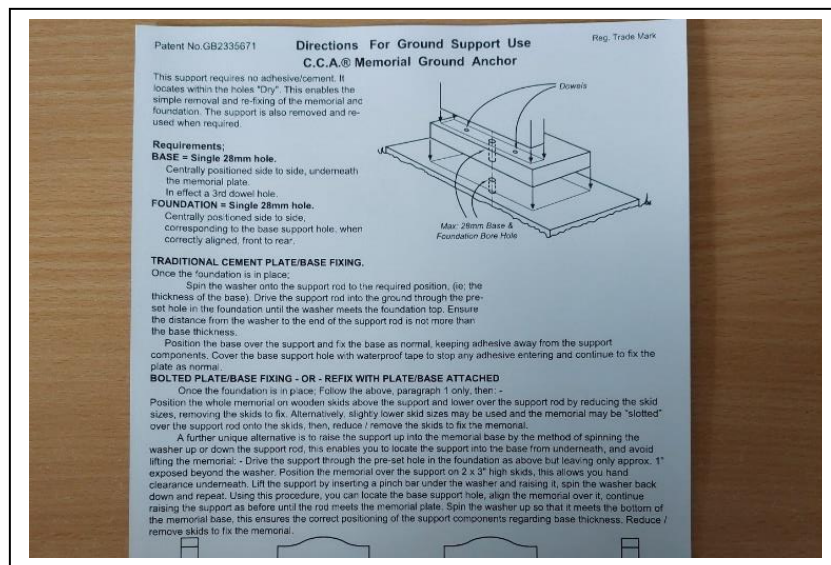 Patent No.GB2335671
Directions For Ground Support Use
Reg. Trade Mark
C.C.A.® Memorial Ground Anchor
This support requires no adhesive/cement. It
locates within the holes "Dry". This enables the
simple removal and re-fixing of the memorial and
foundation. The support is also removed and re-
used when required.
Dowels
Requirements;
BASE = Single 28mm hole.
Centrally positioned side to side, underneath
the memorial plate.
In effect a 3rd dowel hole.
FOUNDATION = Single 28mm hole.
Centrally positioned side to side,
corresponding to the base support hole, when
correctly aligned, front to rear.
Max: 28mm Base &
Foundation Bore Hole
TRADITIONAL CEMENT PLATE/BASE FIXING.
Once the foundation is in place;
Spin the washer onto the support rod to the required position, (ie; the
thickness of the base). Drive the support rod into the ground through the pre-
set hole in the foundation until the washer meets the foundation top. Ensure
the distance from the washer to the end of the support rod is not more than
the base thickness.
Position the base over the support and fix the base as normal, keeping adhesive away from the support
components. Cover the base support hole with waterproof tape to stop any adhesive entering and continue to fix the
plate as normal.
BOLTED PLATE/BASE FIXING - OR - REFIX WITH PLATE/BASE ATTACHED
Once the foundation is in place; Follow the above, paragraph 1 only, then: -
Position the whole memorial on wooden skids above the support and lower over the support rod by reducing the skid
sizes, removing the skids to fix. Alternatively, slightly lower skid sizes may be used and the memorial may be "slotted"
over the support rod onto the skids, then, reduce / remove the skids to fix the memorial.
A further unique alternative is to raise the support up into the memorial base by the method of spinning the
washer up or down the support rod, this enables you to locate the support into the base from underneath, and avoid
lifting the memorial: - Drive the support through the pre-set hole in the foundation as above but leaving only approx. 1"
exposed beyond the washer. Position the memorial over the support on 2 x 3" high skids, this allows you hand
clearance underneath. Lift the support by inserting a pinch bar under the washer and raising it, spin the washer back
down and repeat. Using this procedure, you can locate the base support hole, align the memorial over it, continue
raising the support as before until the rod meets the memorial plate. Spin the washer up so that it meets the bottom of
the memorial base, this ensures the correct positioning of the support components regarding base thickness. Reduce /
remove skids to fix the memorial.